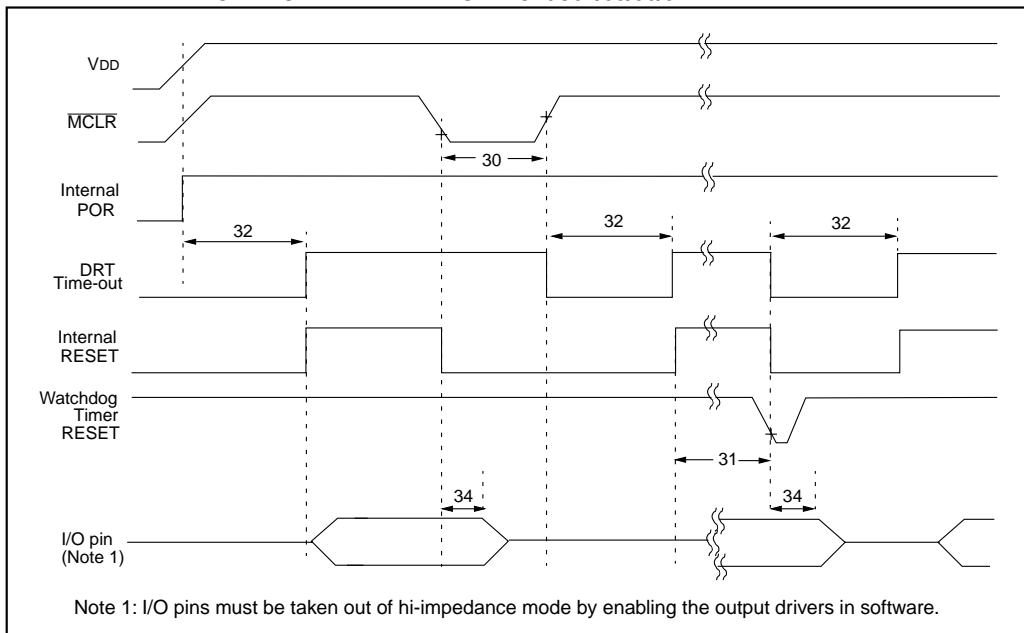 VDD
MCLR
30
Internal
POR
32
32
32
DRT
Time-out
Internal
RESET
Watchdog
Timer
RESET
31
34
34
I/O pin
(Note 1)
Note 1: I/O pins must be taken out of hi-impedance mode by enabling the output drivers in software.